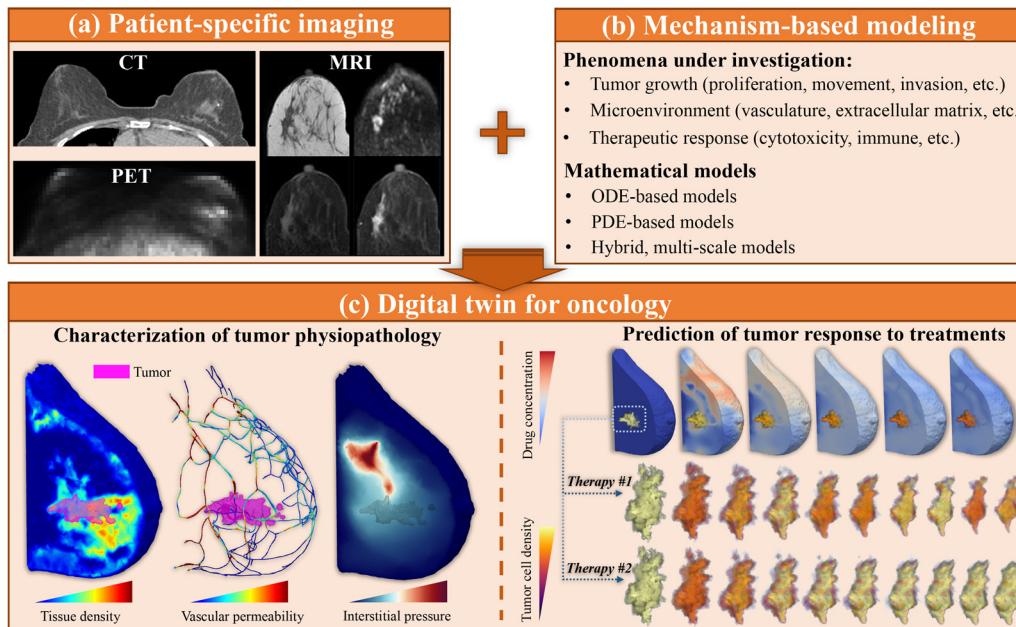 (a) Patient-specific imaging
CT
MRI
PET
(b) Mechanism-based modeling
Phenomena under investigation:
• Tumor growth (proliferation, movement, invasion, etc.)
• Microenvironment (vasculature, extracellular matrix, etc.
• Therapeutic response (cytotoxicity, immune, etc.)
Mathematical models
• ODE-based models
• PDE-based models
• Hybrid, multi-scale models
(c) Digital twin for oncology
Characterization of tumor physiopathology
Tumor
Tissue density
Vascular permeability
Interstitial pressure
Prediction of tumor response to treatments
Drug concentration
Therapy #1
Tumor cell density
Therapy #2